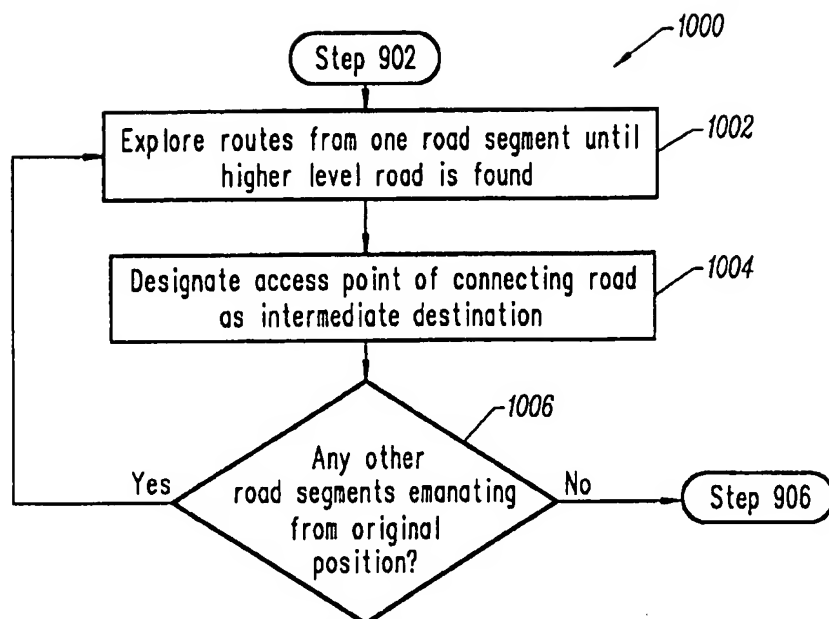 1000
Step 902
Explore routes from one road segment until
higher level road is found
1002
Designate access point of connecting road
as intermediate destination
1004
1006
Any other
road segments emanating
from original
position?
Yes
No
Step 906